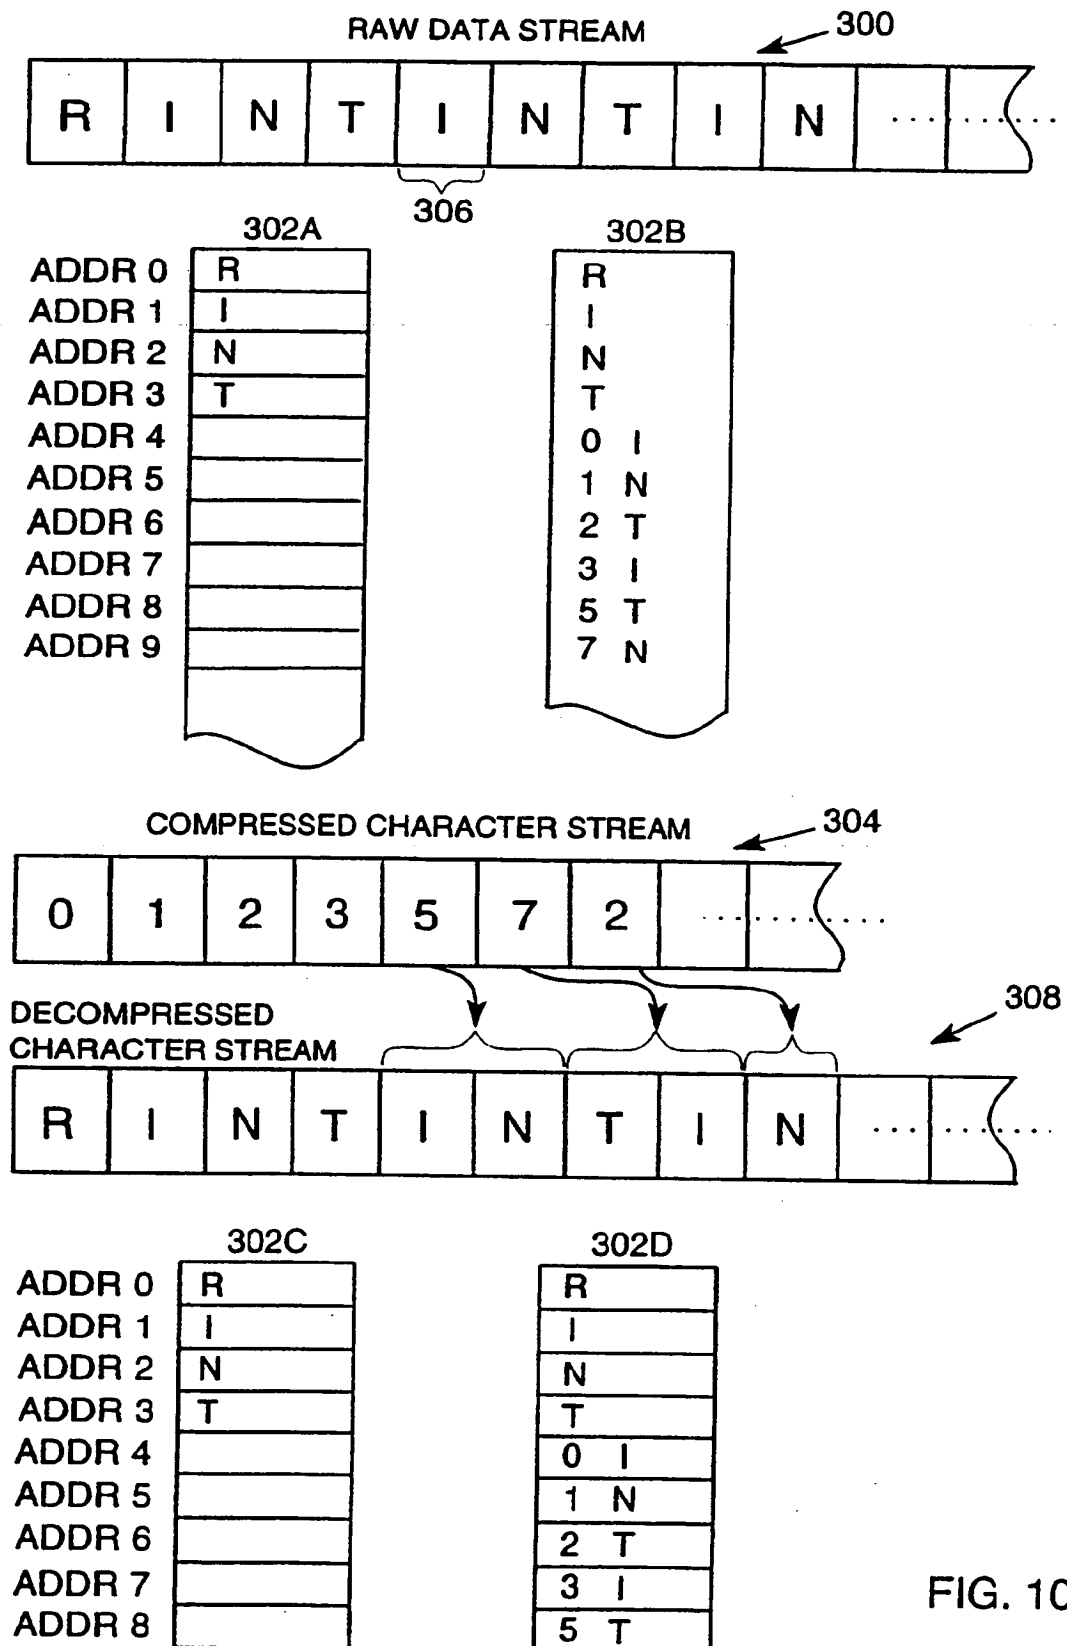 RAW DATA STREAM 300
R I N T I N T I N ..........
306
302A 302B
ADDR 0 R R
ADDR 1 I I
ADDR 2 N N
ADDR 3 T T
ADDR 4 0 I
ADDR 5 1 N
ADDR 6 2 T
ADDR 7 3 I
ADDR 8 5 T
ADDR 9 7 N
COMPRESSED CHARACTER STREAM 304
0 1 2 3 5 7 2 ..........
308
DECOMPRESSED
CHARACTER STREAM
R I N T I N T I N ..........
302C 302D
ADDR 0 R R
ADDR 1 I I
ADDR 2 N N
ADDR 3 T T
ADDR 4 0 I
ADDR 5 1 N
ADDR 6 2 T
ADDR 7 3 I
ADDR 8 5 T
FIG. 10